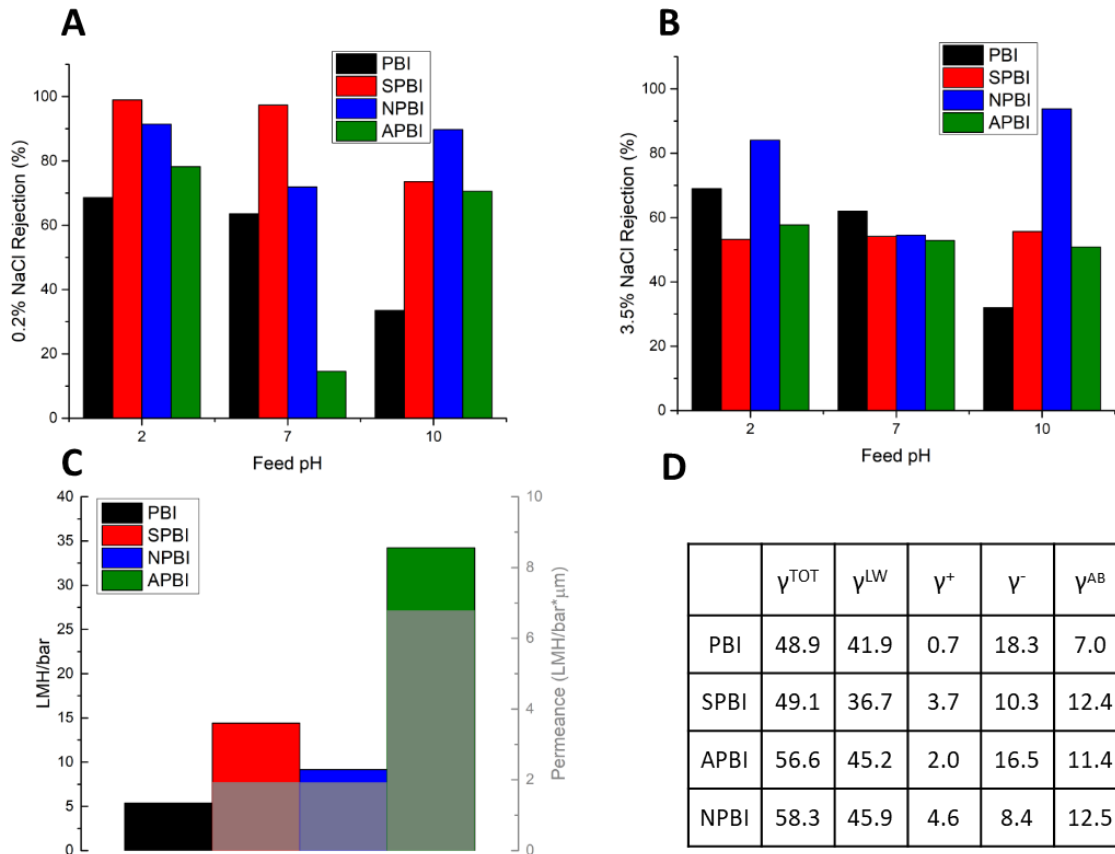 A
PBI
SPBI
NPBI
APBI
0.2% NaCl Rejection (%)
100
80
60
40
20
0
2
7
10
Feed pH
B
PBI
SPBI
NPBI
APBI
3.5% NaCl Rejection (%)
100
80
60
40
20
0
2
7
10
Feed pH
C
PBI
SPBI
NPBI
APBI
LMH/bar
40
35
30
25
20
15
10
5
0
10
8
6
4
2
0
Permeance (LMH/bar*μm)
D
γTOT γLW γ+ γ- γAB
PBI 48.9 41.9 0.7 18.3 7.0
SPBI 49.1 36.7 3.7 10.3 12.4
APBI 56.6 45.2 2.0 16.5 11.4
NPBI 58.3 45.9 4.6 8.4 12.5